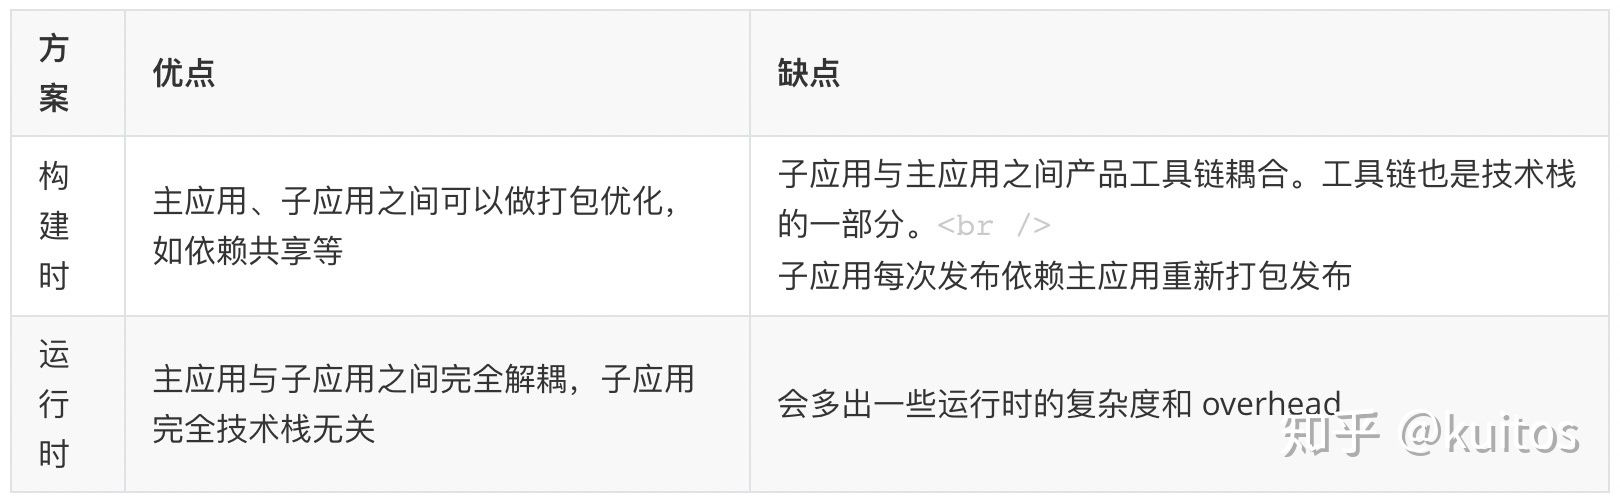 方
案
优点
缺点
构
建
时
主应用、子应用之间可以做打包优化，
如依赖共享等
子应用与主应用之间产品工具链耦合。工具链也是技术栈
的一部分。<br />
子应用每次发布依赖主应用重新打包发布
运
行
时
主应用与子应用之间完全解耦，子应用
完全技术栈无关
会多出一些运行时的复杂度和 overhead
知乎 @kuitos